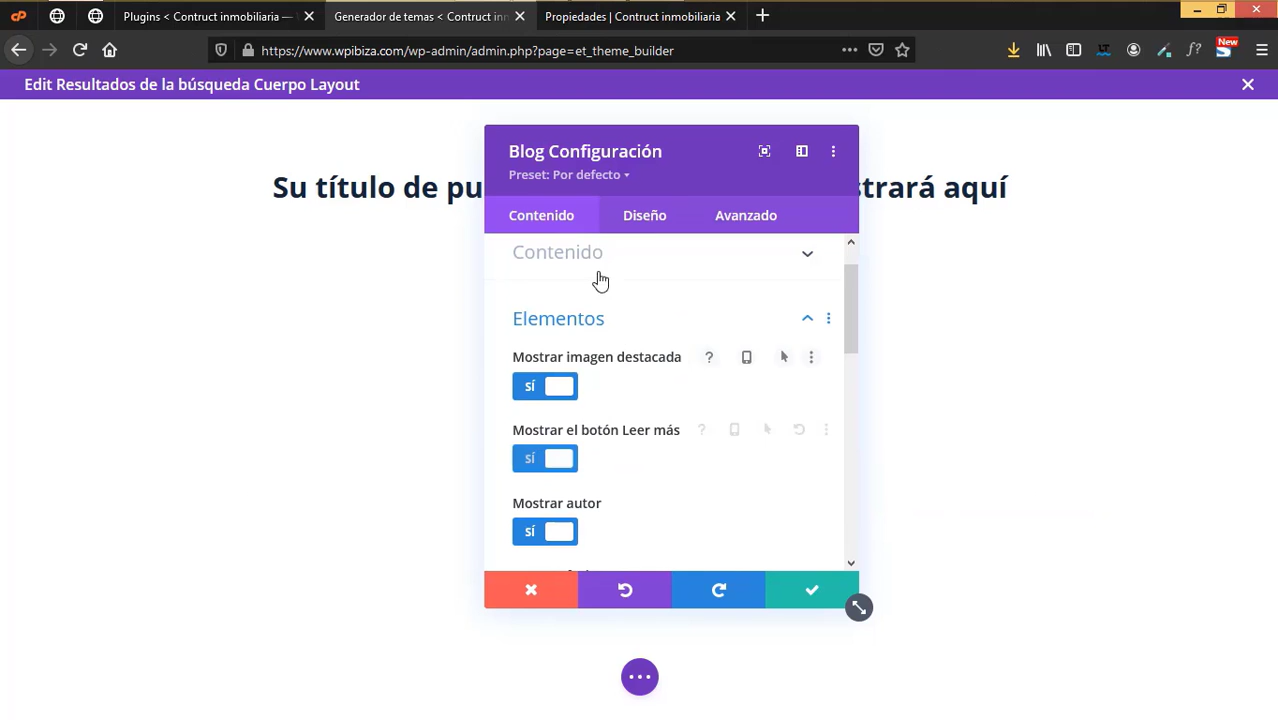 Plugins < Contruct inmobiliaria —
Generador de temas < Contruct inm
Propiedades | Contruct inmobiliaria
New
https://www.wpibiza.com/wp-admin/admin.php?page=et_theme_builder
Edit Resultados de la búsqueda Cuerpo Layout
Blog Configuración
Preset: Por defecto
Su título de pu
strará aquí
Contenido
Diseño
Avanzado
Contenido
Elementos
Mostrar imagen destacada
SÍ
Mostrar el botón Leer más
SÍ
Mostrar autor
SÍ